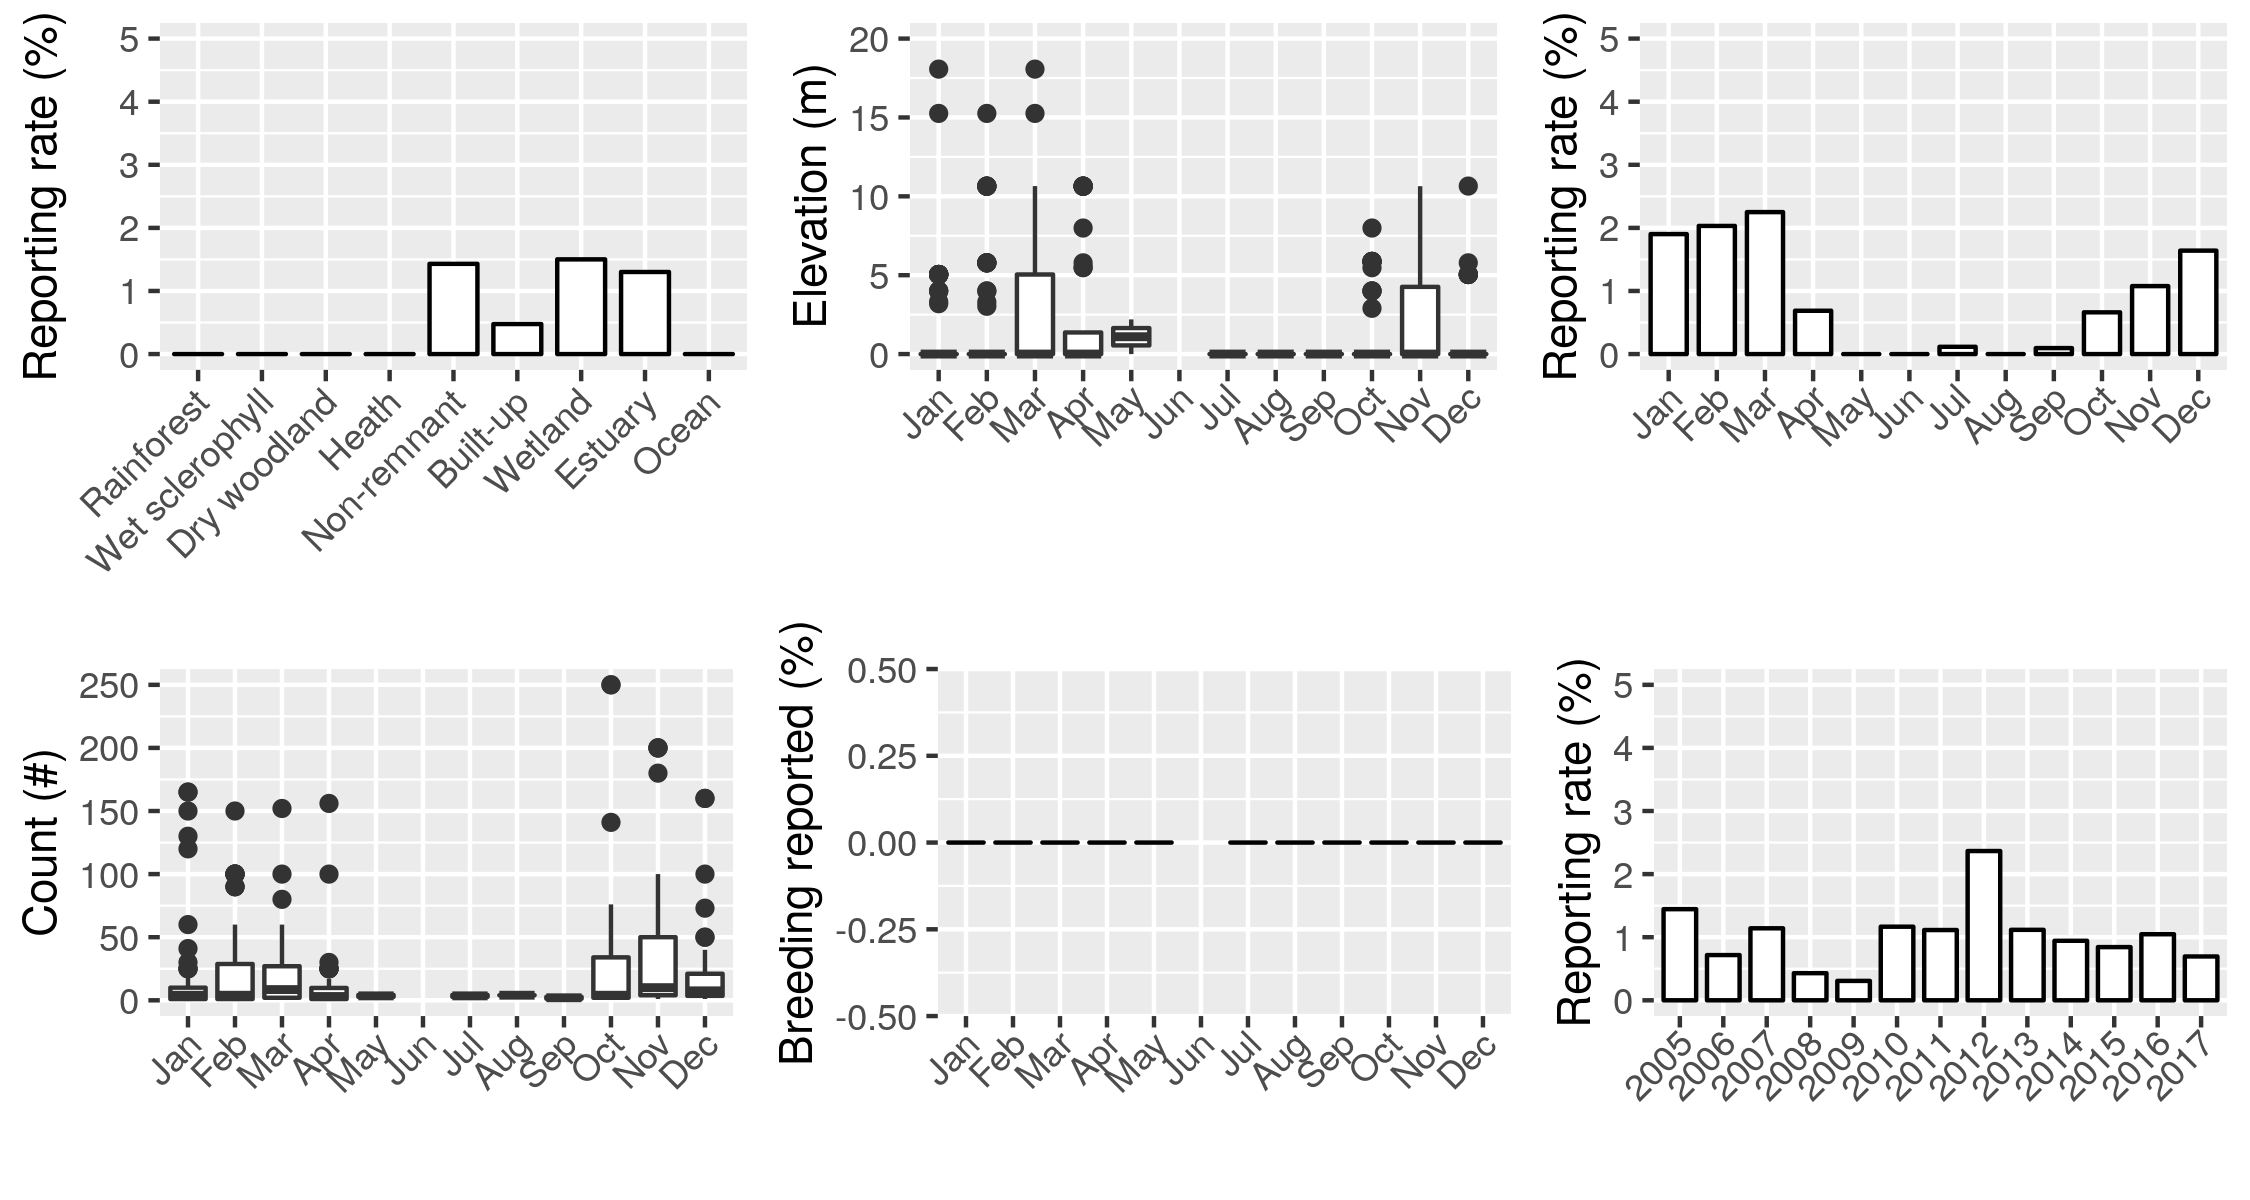 Reporting rate (%)
5
4
3
2
1
0
Rainforest
Wet sclerophyll
Dry woodland
Heath
Non-remnant
Built-up
Wetland
Estuary
Ocean
Elevation (m)
20
15
10
5
0
Jan
Feb
Mar
Apr
May
Jun
Jul
Aug
Sep
Oct
Nov
Dec
Reporting rate (%)
5
4
3
2
1
0
Jan
Feb
Mar
Apr
May
Jun
Jul
Aug
Sep
Oct
Nov
Dec
Count (#)
250
200
150
100
50
0
Jan
Feb
Mar
Apr
May
Jun
Jul
Aug
Sep
Oct
Nov
Dec
Breeding reported (%)
0.50
0.25
0.00
-0.25
-0.50
Jan
Feb
Mar
Apr
May
Jun
Jul
Aug
Sep
Oct
Nov
Dec
Reporting rate (%)
5
4
3
2
1
0
2005
2006
2007
2008
2009
2010
2011
2012
2013
2014
2015
2016
2017